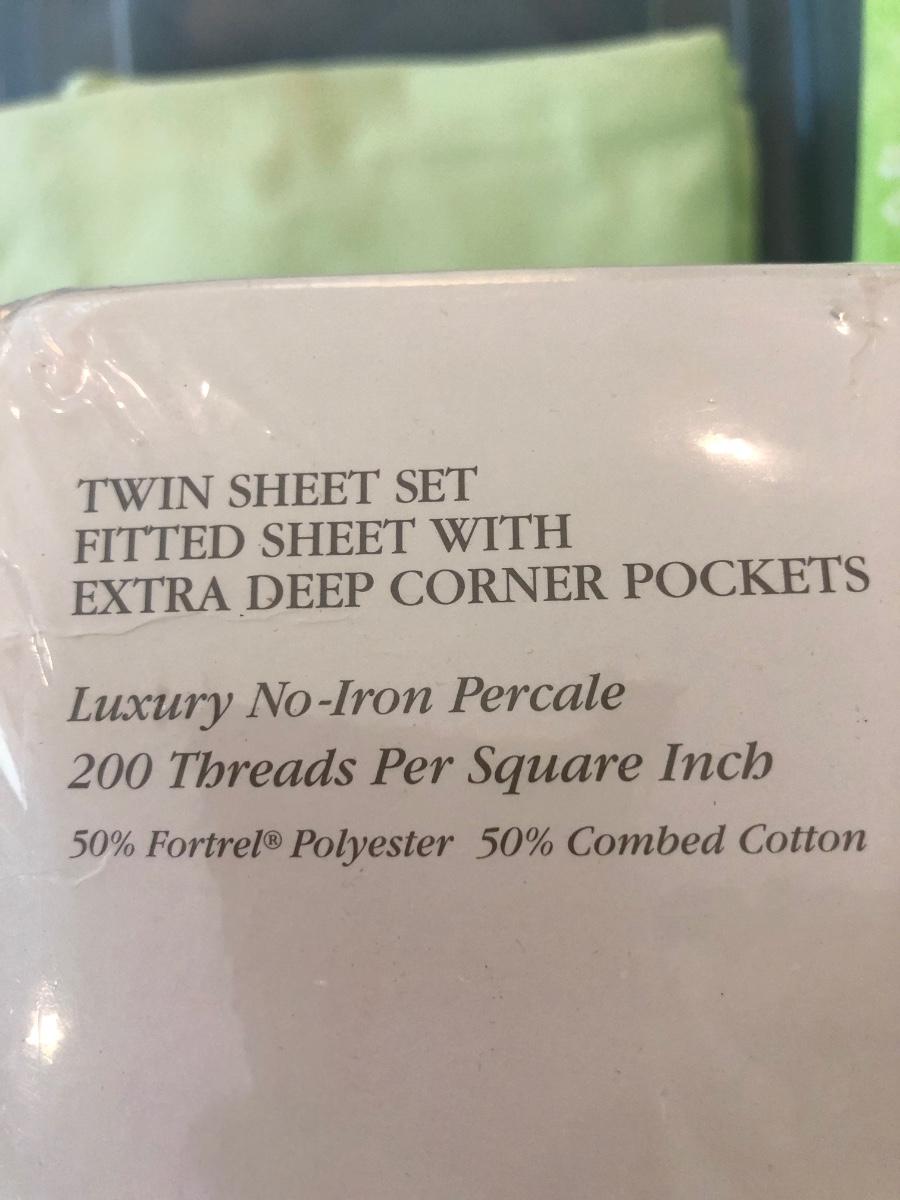 TWIN SHEET SET
FITTED SHEET WITH
EXTRA DEEP CORNER POCKETS
Luxury No-Iron Percale
200 Threads Per Square Inch
50% Fortrel® Polyester 50% Combed Cotton